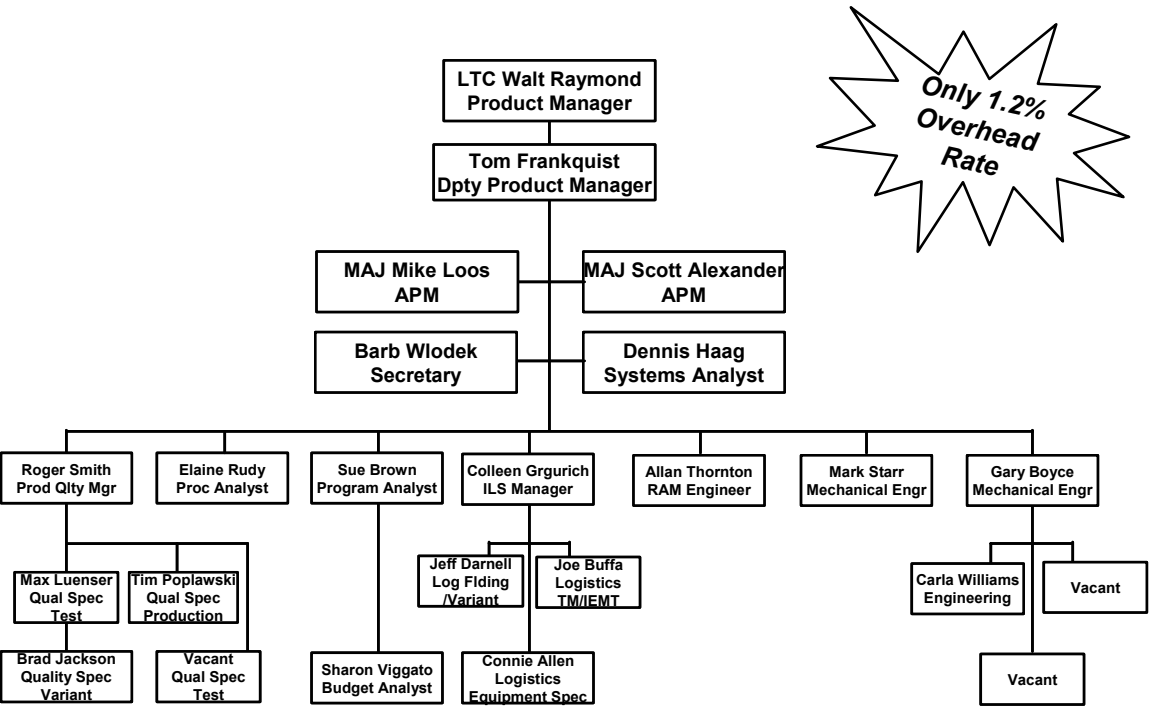 Only 1.2%
Overhead
Rate
LTC Walt Raymond
Product Manager
Tom Frankquist
Dpty Product Manager
MAJ Mike Loos
APM
MAJ Scott Alexander
APM
Barb Wlodek
Secretary
Dennis Haag
Systems Analyst
Roger Smith
Prod Qlty Mgr
Elaine Rudy
Proc Analyst
Sue Brown
Program Analyst
Colleen Grgurich
ILS Manager
Allan Thornton
RAM Engineer
Mark Starr
Mechanical Engr
Gary Boyce
Mechanical Engr
Max Luenser
Qual Spec
Test
Tim Poplawski
Qual Spec
Production
Jeff Darnell
Log Flding
/Variant
Joe Buffa
Logistics
TM/IEMT
Carla Williams
Engineering
Vacant
Brad Jackson
Quality Spec
Variant
Vacant
Qual Spec
Test
Sharon Viggato
Budget Analyst
Connie Allen
Logistics
Equipment Spec
Vacant